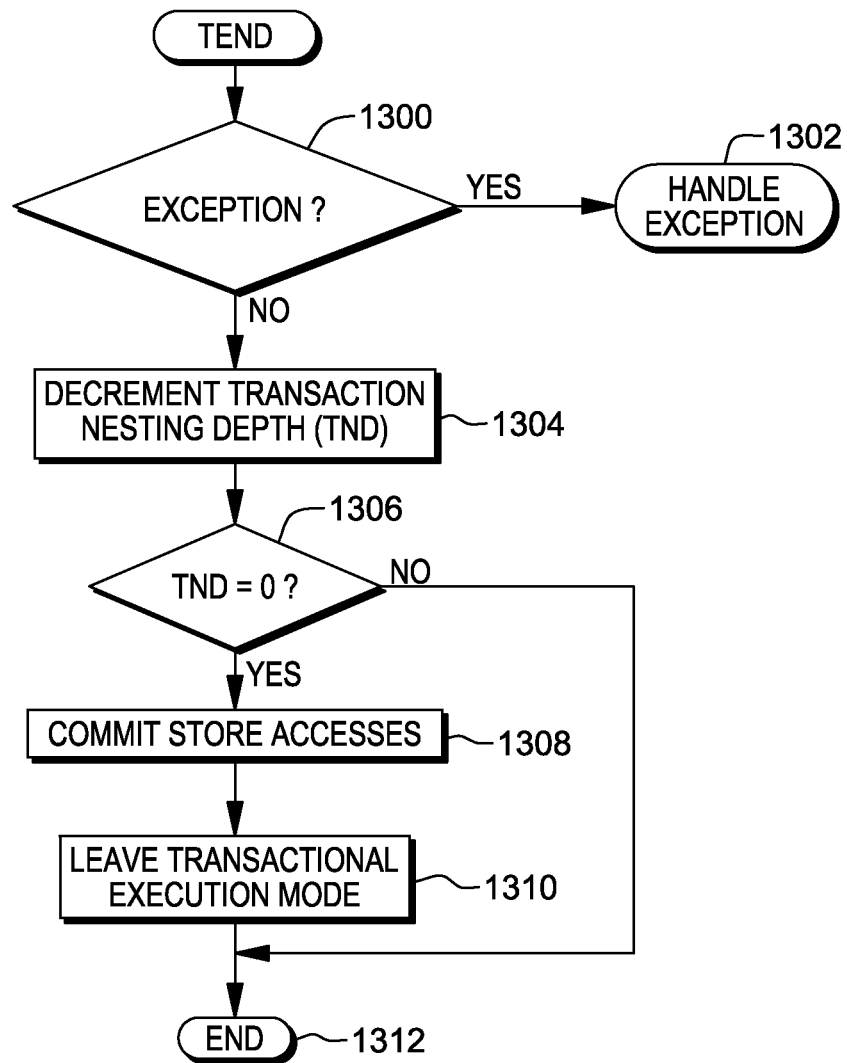 TEND
1300
1302
EXCEPTION ?
YES
HANDLE
EXCEPTION
NO
DECREMENT TRANSACTION
NESTING DEPTH (TND)
1304
1306
TND = 0 ?
NO
YES
COMMIT STORE ACCESSES
1308
LEAVE TRANSACTIONAL
EXECUTION MODE
1310
END
1312